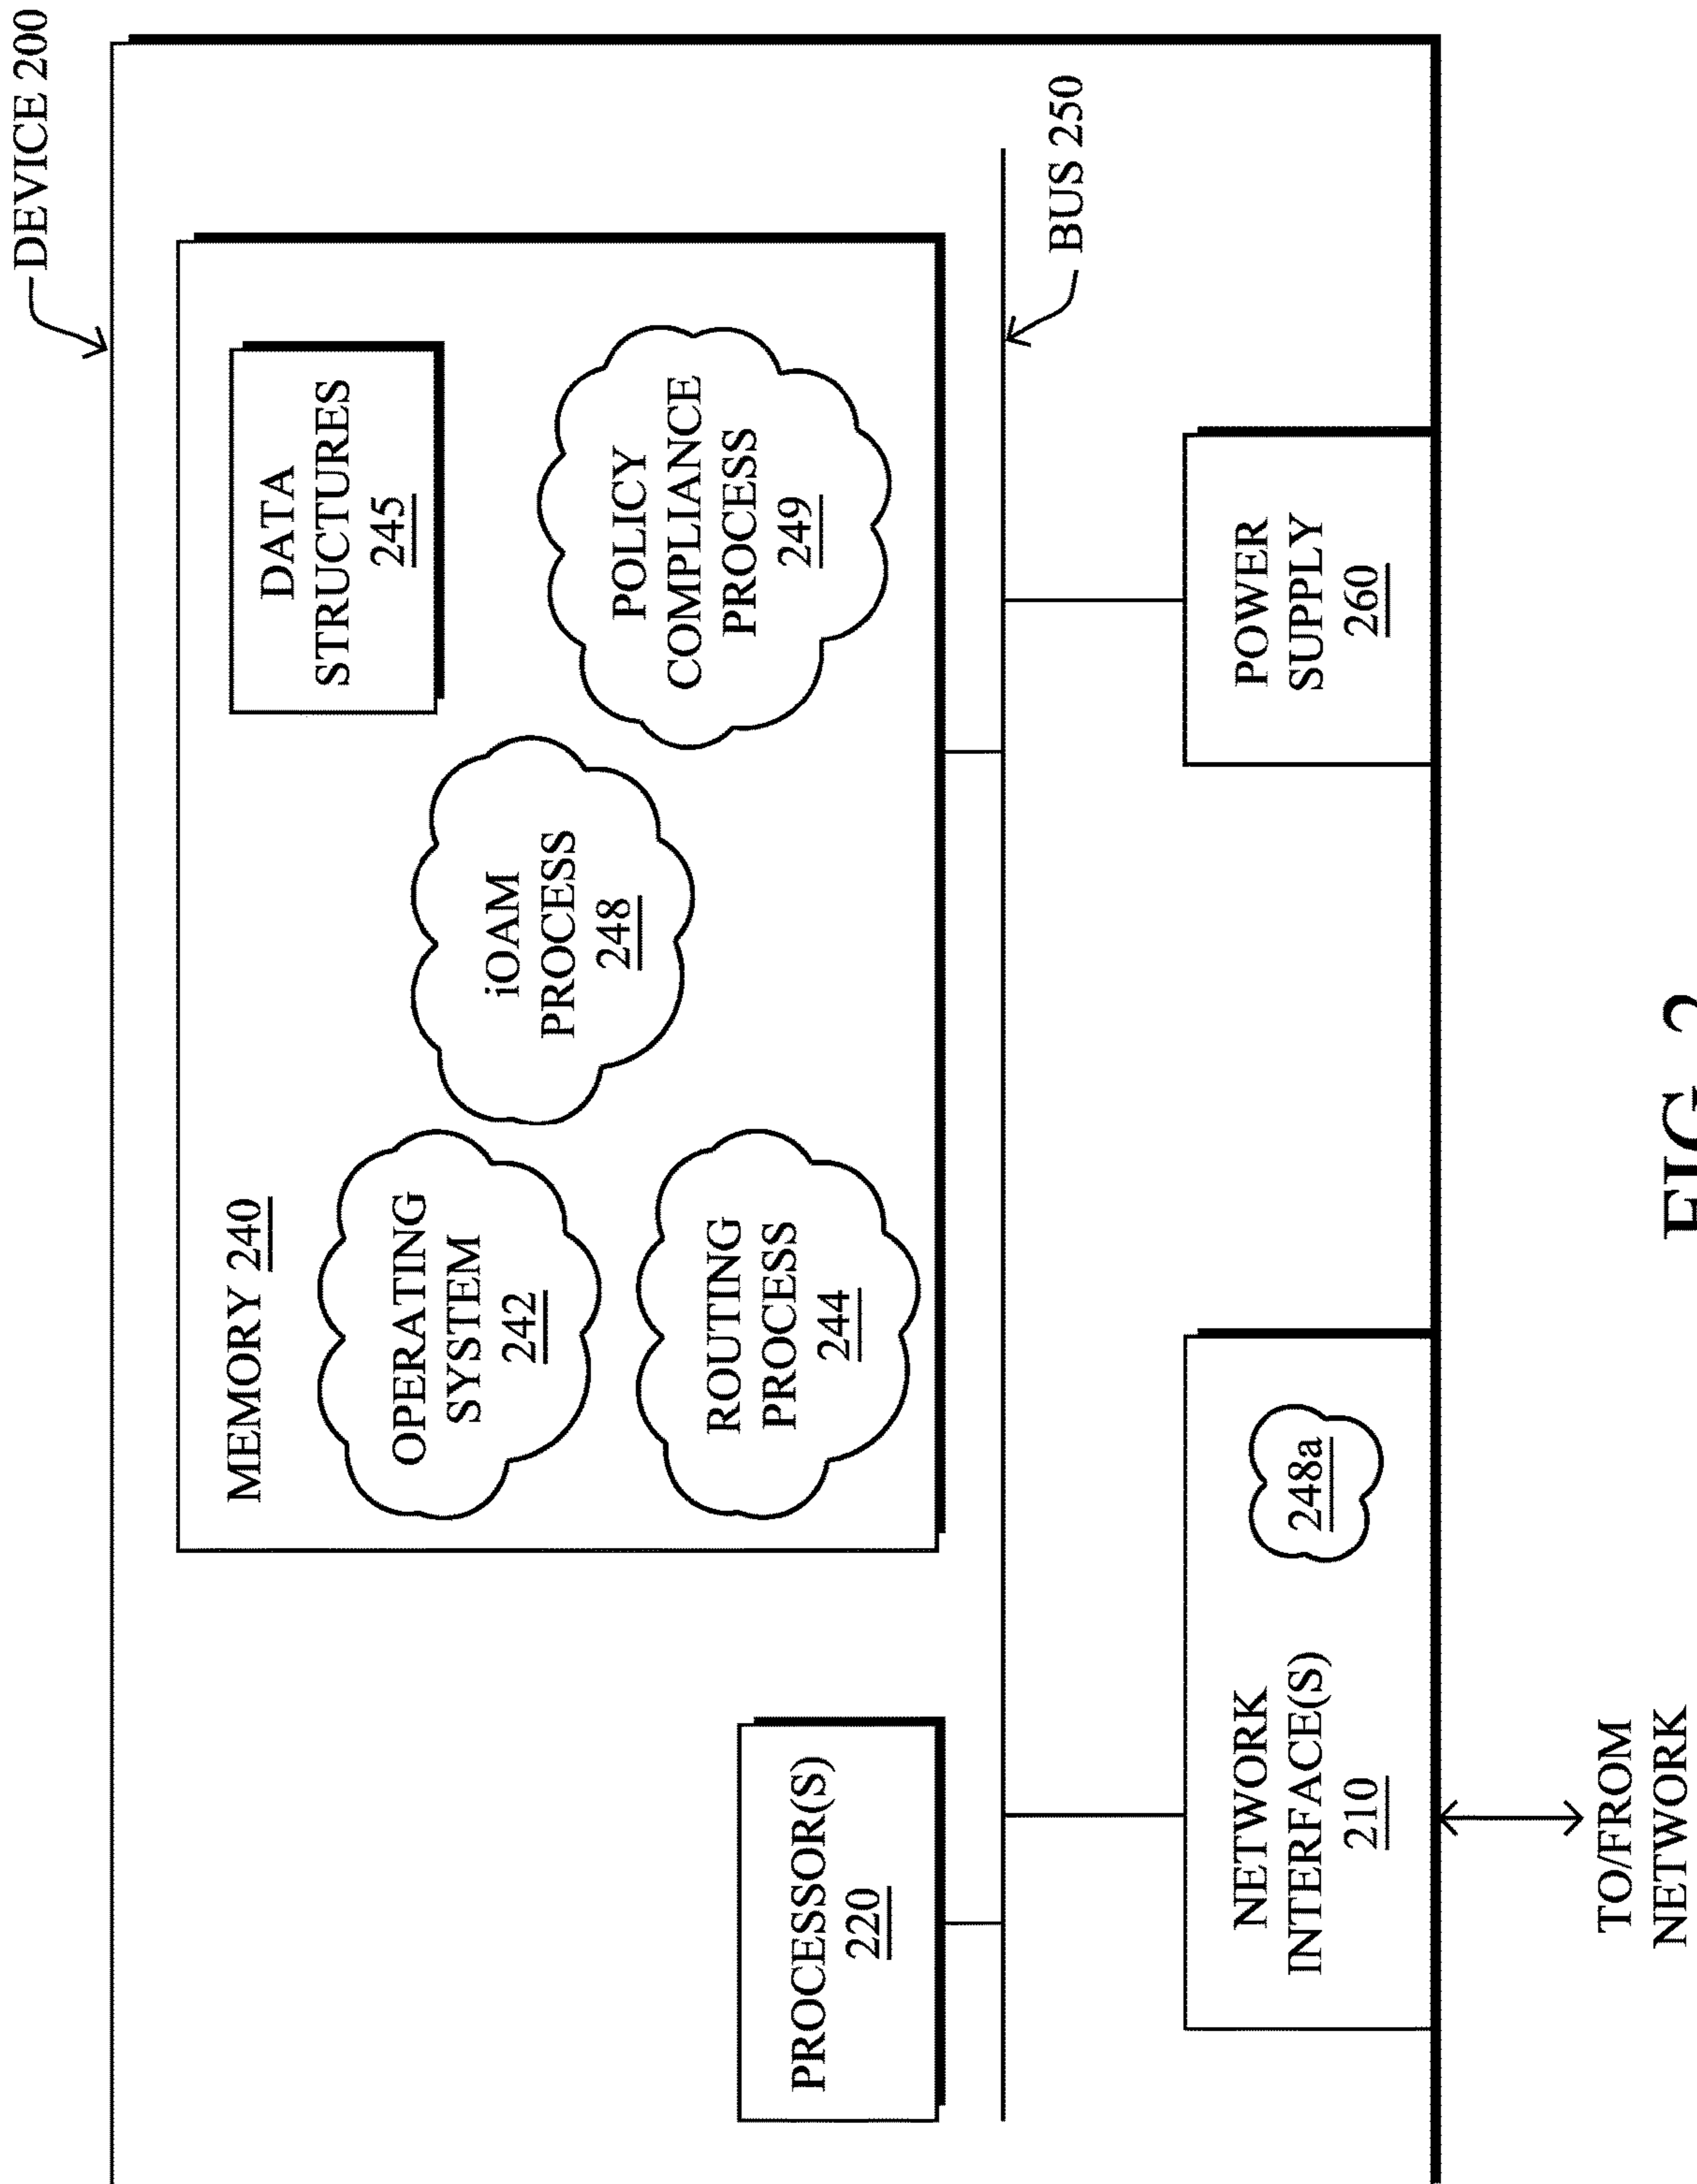 DEVICE 200
MEMORY 240
OPERATING
SYSTEM
242
ROUTING
PROCESS
244
iOAM
PROCESS
248
DATA
STRUCTURES
245
POLICY
COMPLIANCE
PROCESS
249
PROCESSOR(S)
220
BUS 250
NETWORK
INTERFACE(S)
210
248a
POWER
SUPPLY
260
TO/FROM
NETWORK
FIG. 2